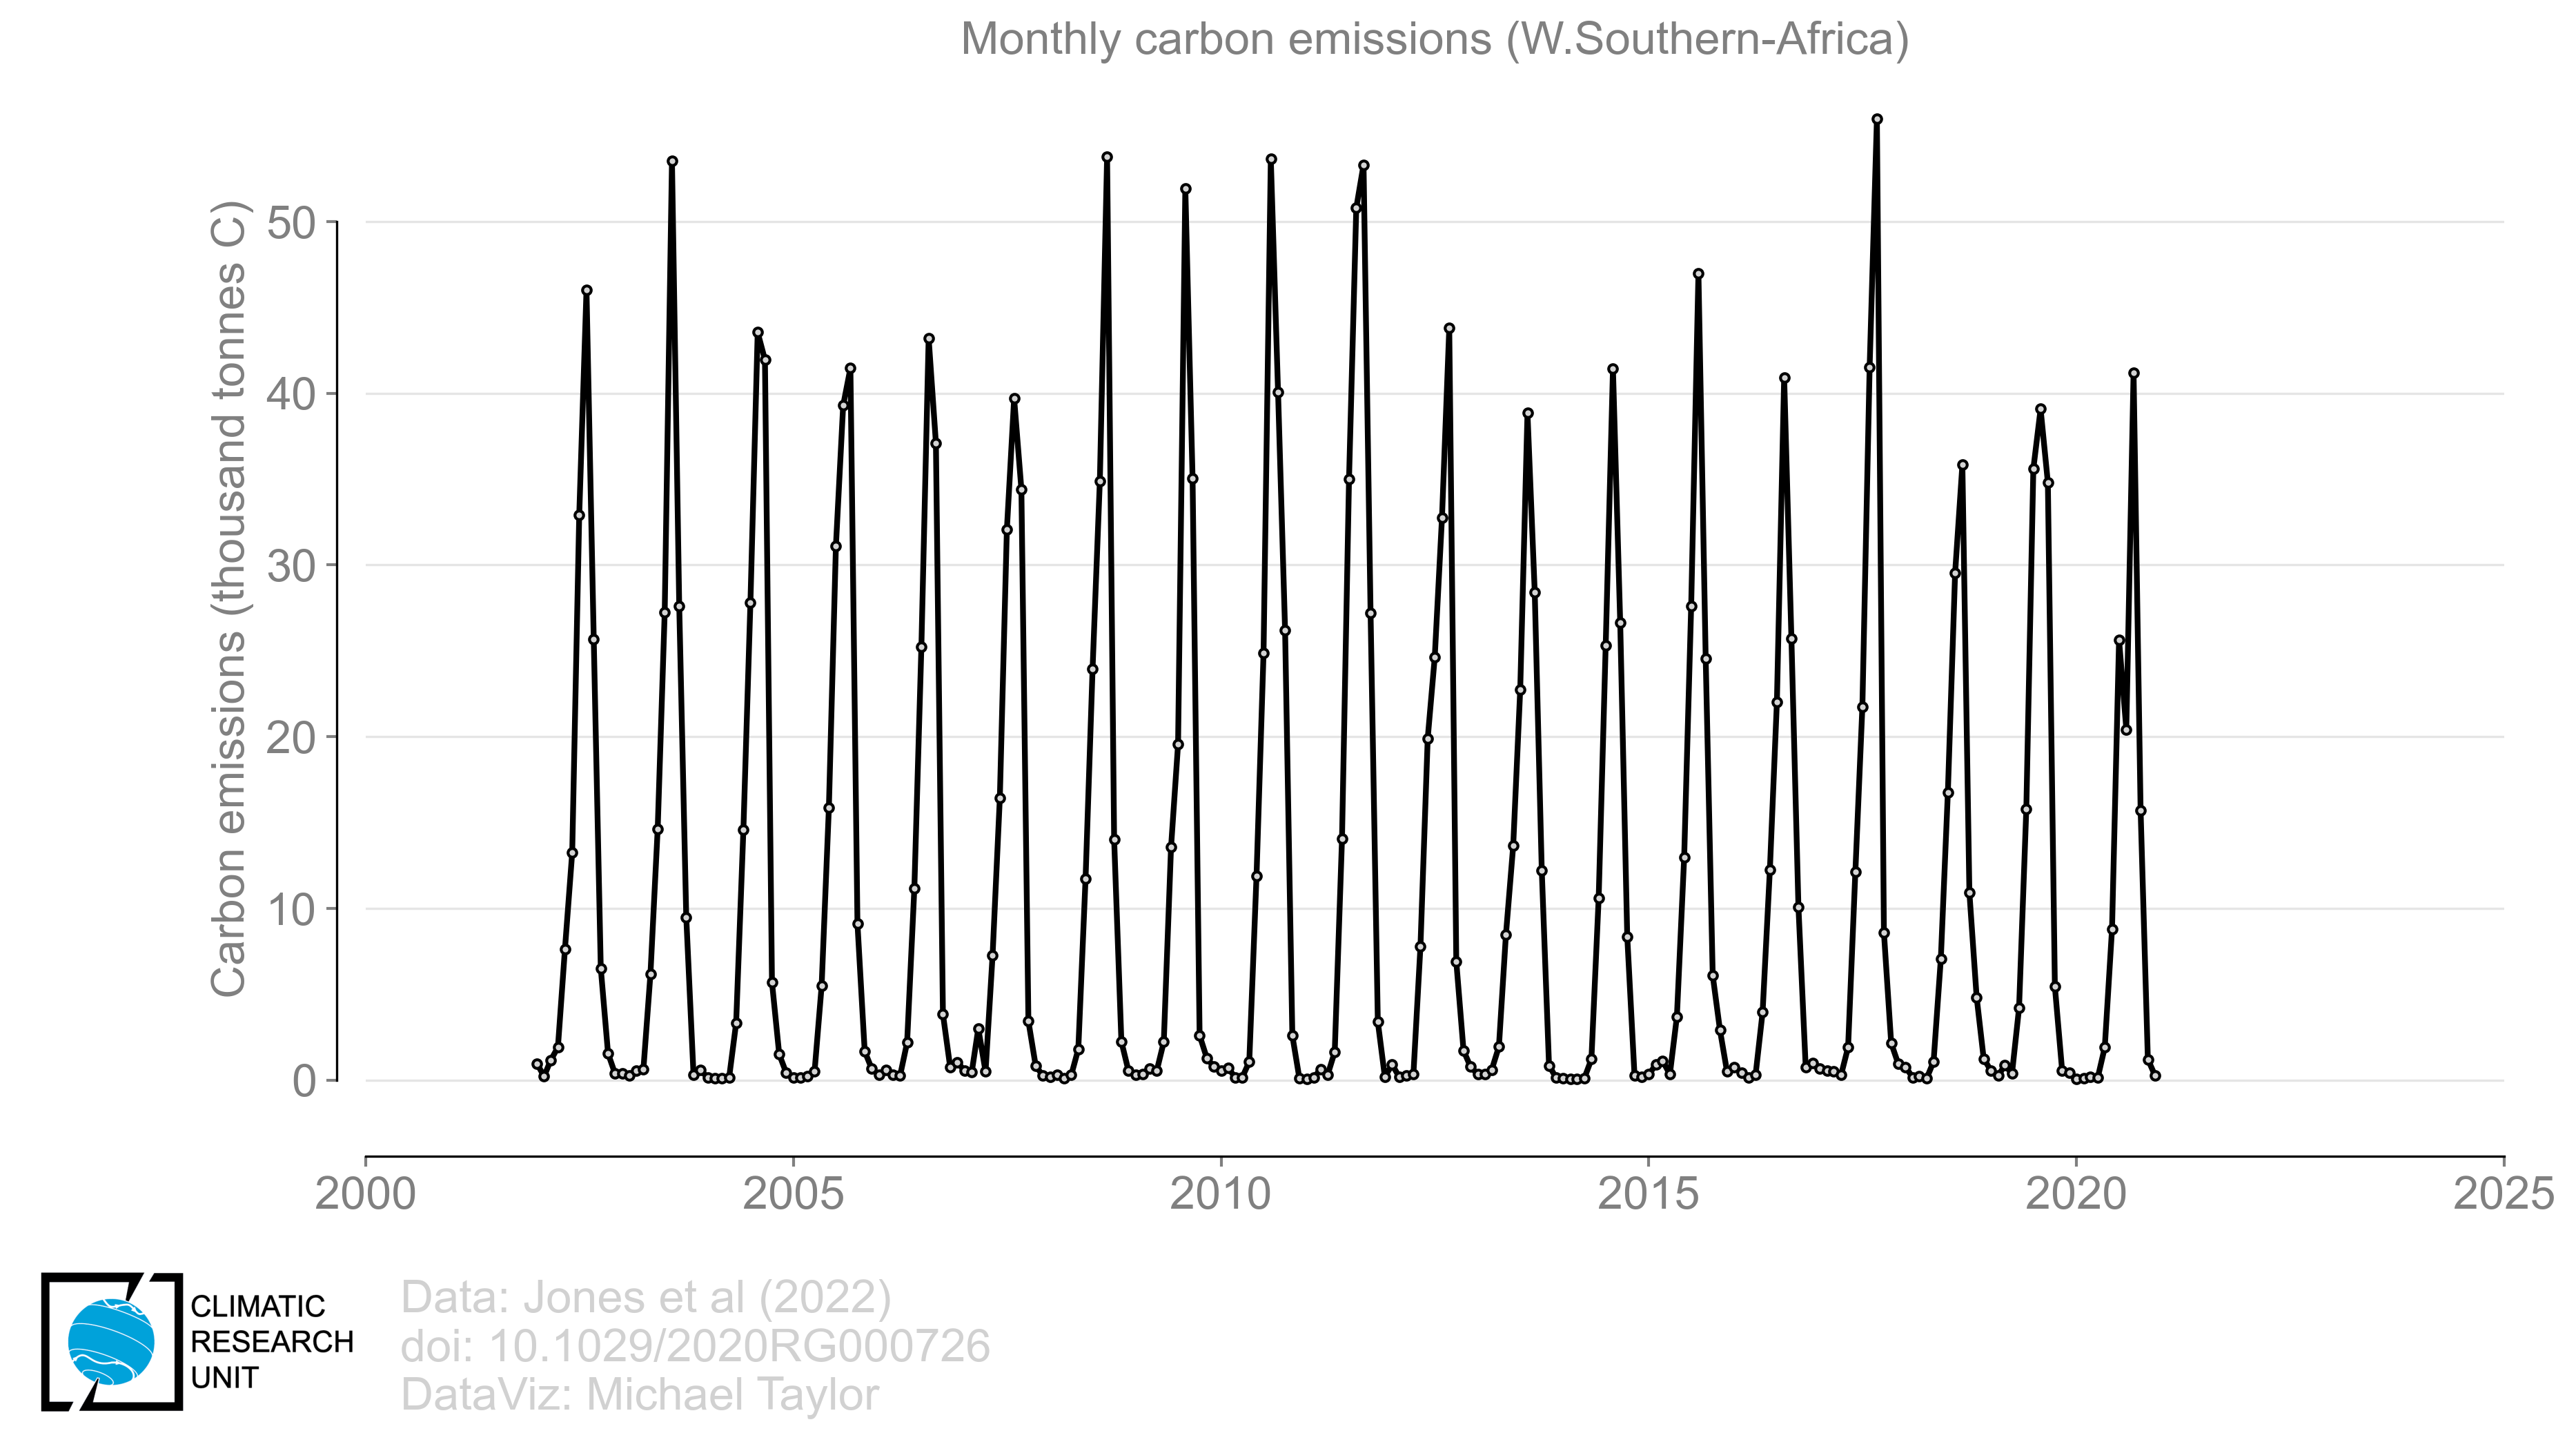 Monthly carbon emissions (W.Southern-Africa)
Carbon emissions (thousand tonnes C)
50
40
30
20
10
0
2000 2005 2010 2015 2020 2025
CLIMATIC
RESEARCH
UNIT
Data: Jones et al (2022)
doi: 10.1029/2020RG000726
DataViz: Michael Taylor